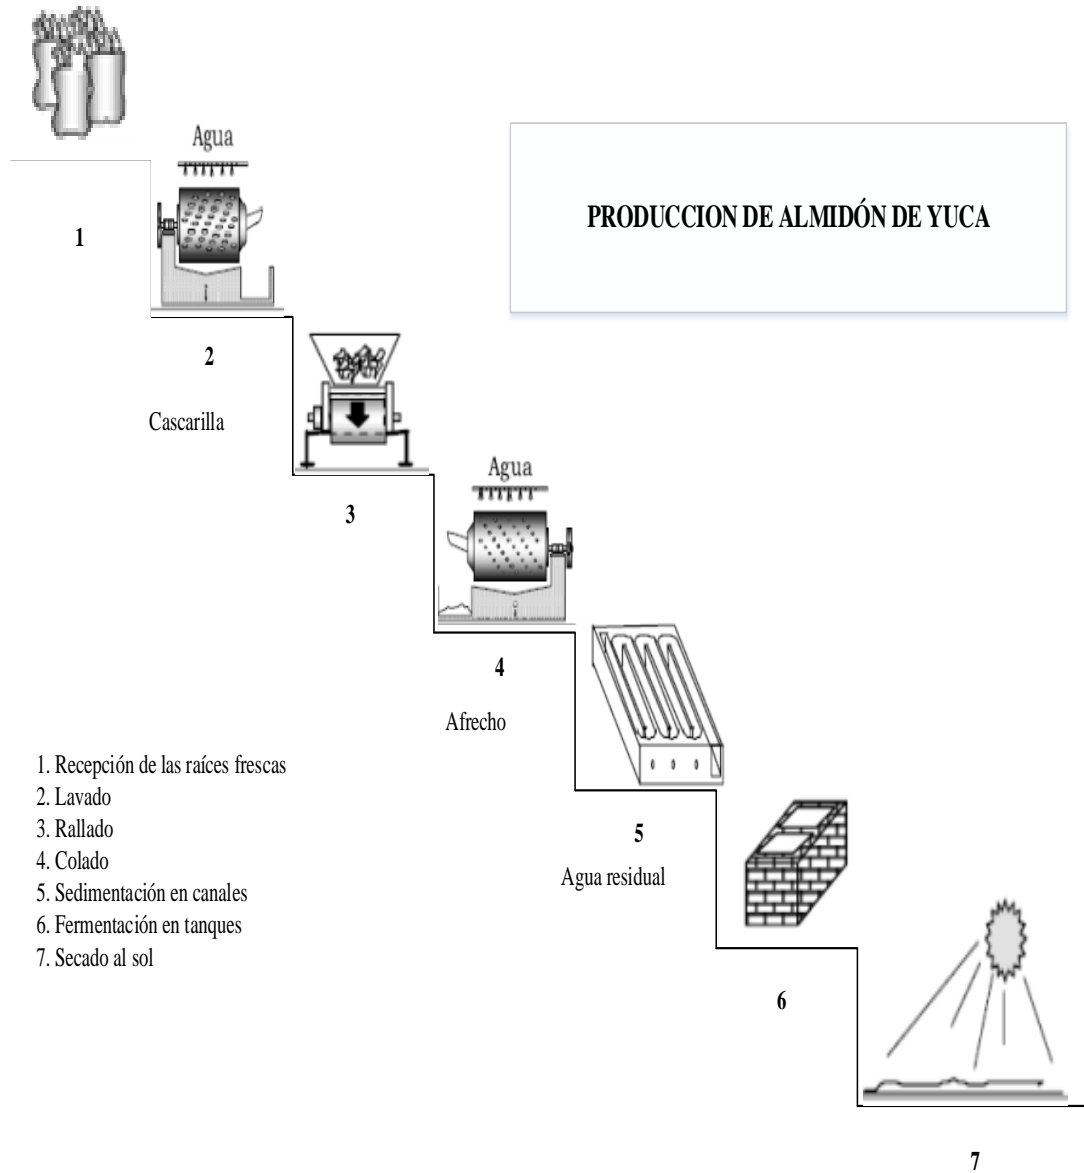 Agua
PRODUCCION DE ALMIDÓN DE YUCA
1
2
Cascarilla
Agua
3
4
Afrecho
1. Recepción de las raíces frescas
2. Lavado
3. Rallado
4. Colado
5. Sedimentación en canales
6. Fermentación en tanques
7. Secado al sol
5
Agua residual
6
7